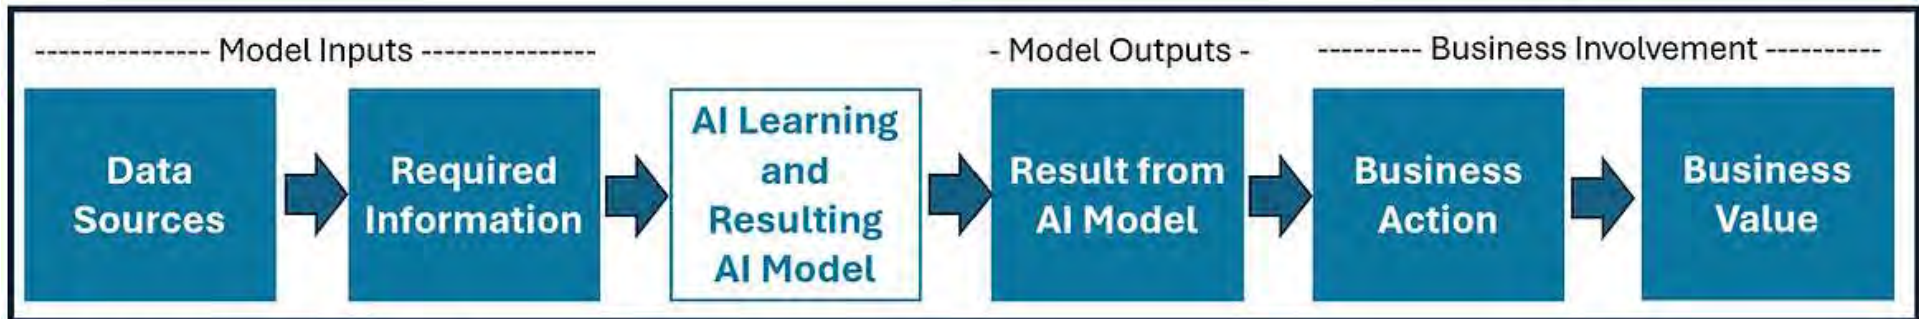 --------------- Model Inputs ---------------
- Model Outputs -
--------- Business Involvement ----------
Data
Sources
Required
Information
AI Learning
and
Resulting
AI Model
Result from
AI Model
Business
Action
Business
Value